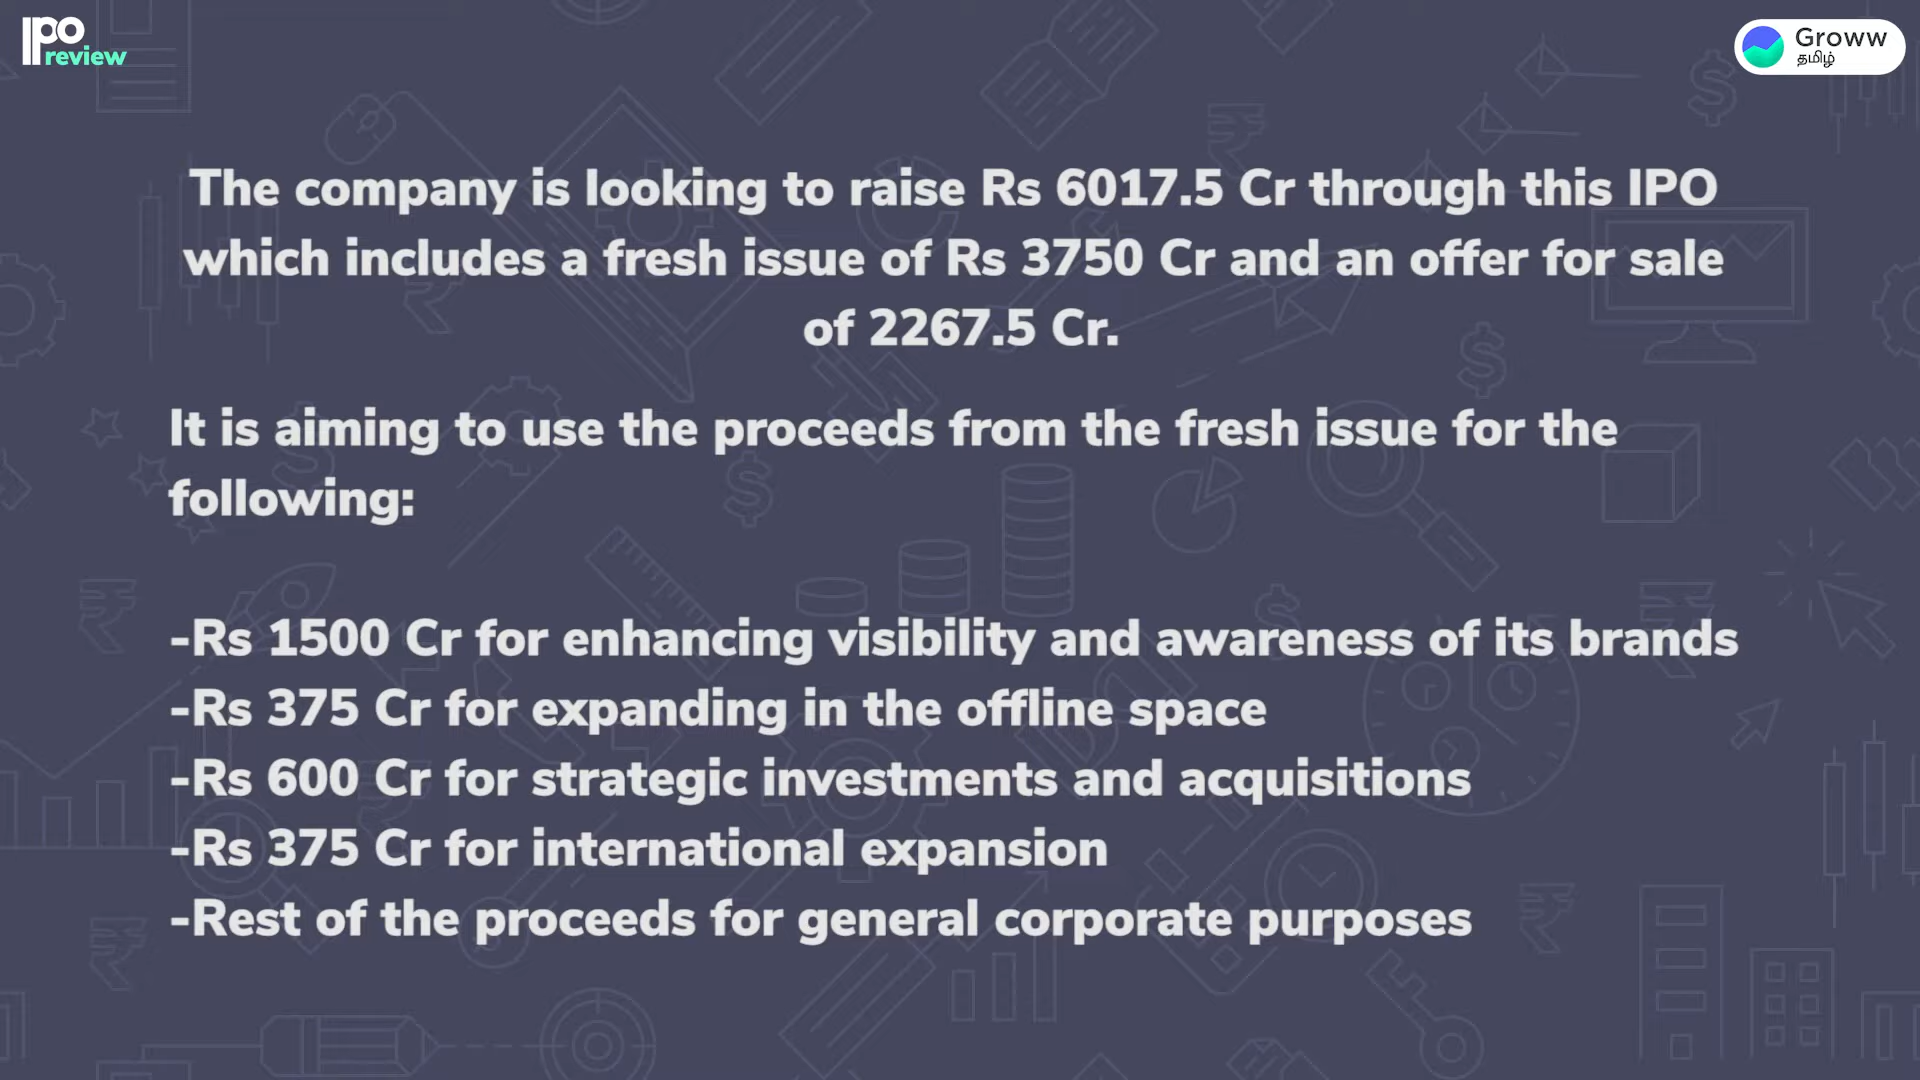 IPO
review
Groww
தமிழ்
The company is looking to raise Rs 6017.5 Cr through this IPO
which includes a fresh issue of Rs 3750 Cr and an offer for sale
of 2267.5 Cr.
It is aiming to use the proceeds from the fresh issue for the
following:
-Rs 1500 Cr for enhancing visibility and awareness of its brands
-Rs 375 Cr for expanding in the offline space
-Rs 600 Cr for strategic investments and acquisitions
-Rs 375 Cr for international expansion
-Rest of the proceeds for general corporate purposes